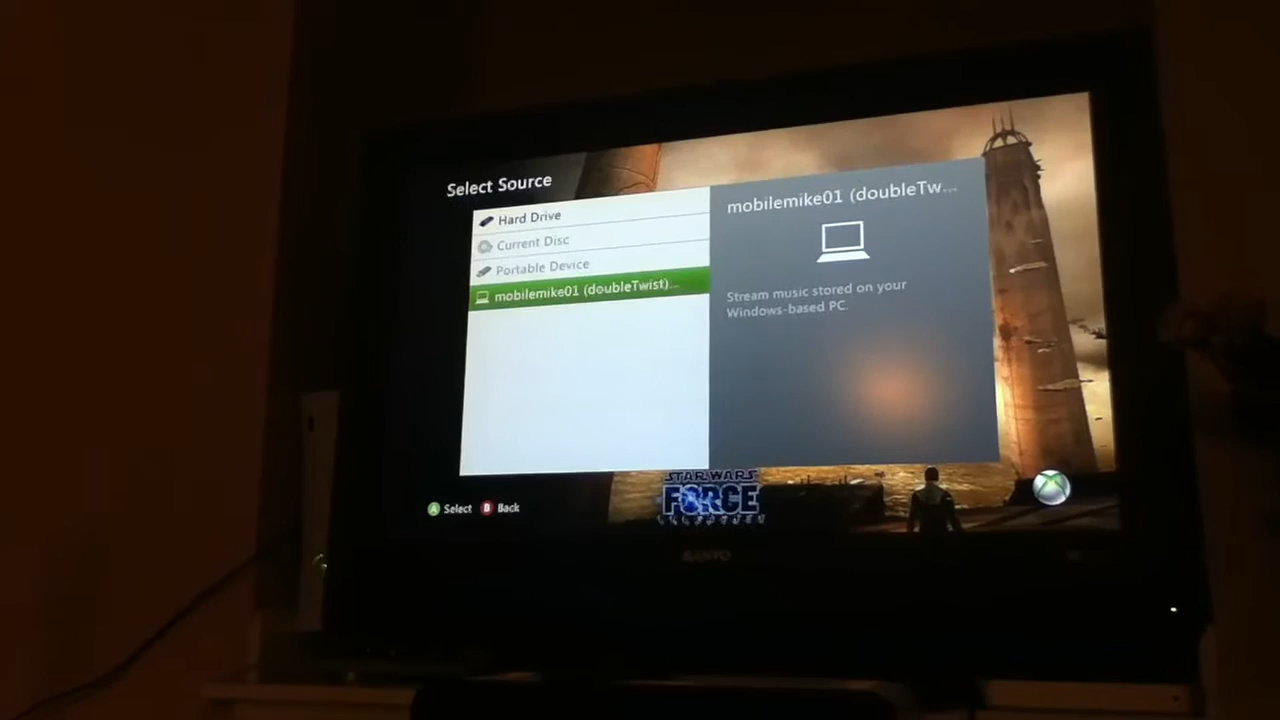 Select Source
Hard Drive
Current Disc
Portable Device
mobilemike01 (doubleTwist)...
mobilemike01 (doubleTw...
Stream music stored on your
Windows-based PC.
STAR WARS
FORCE
A Select B Back
SANYO